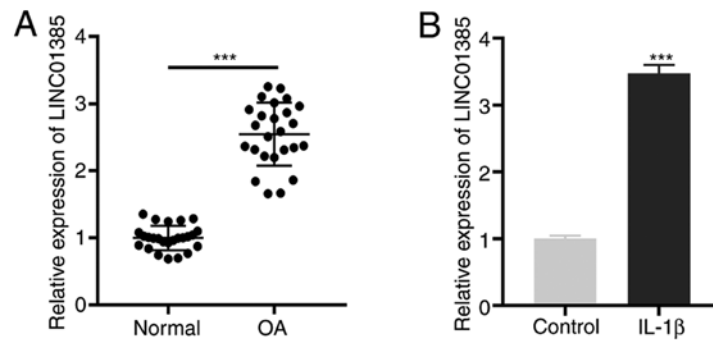 A
Relative expression of LINC01385
4
3
2
1
0
***
Normal
OA
B
Relative expression of LINC01385
4
3
2
1
0
***
Control
IL-1β